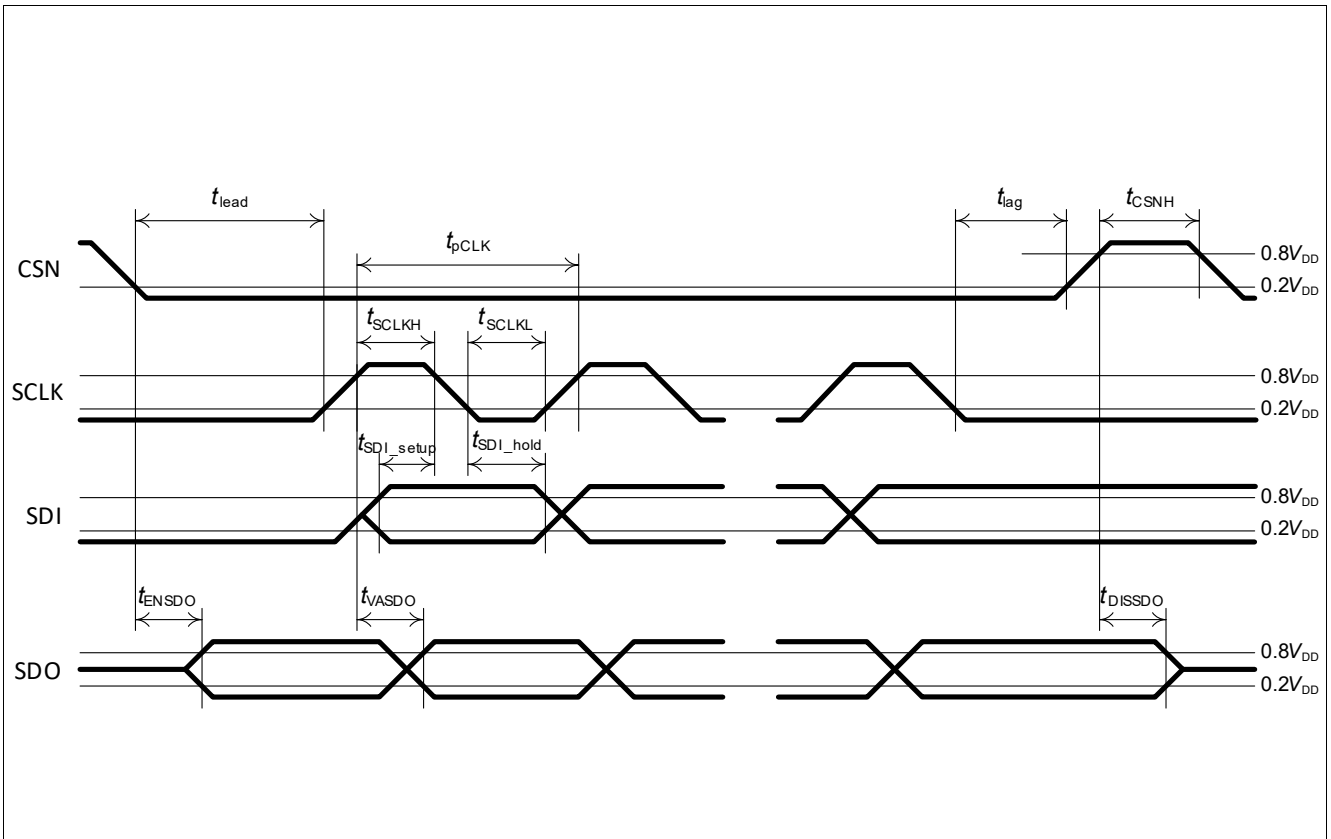 tlead
tlag
tCSNH
tpCLK
CSN
0.8VDD
0.2VDD
tSCLKH
tSCLKL
SCLK
0.8VDD
0.2VDD
tSDI_setup
tSDI_hold
SDI
0.8VDD
0.2VDD
tENSDO
tVASDO
tDISSDO
SDO
0.8VDD
0.2VDD